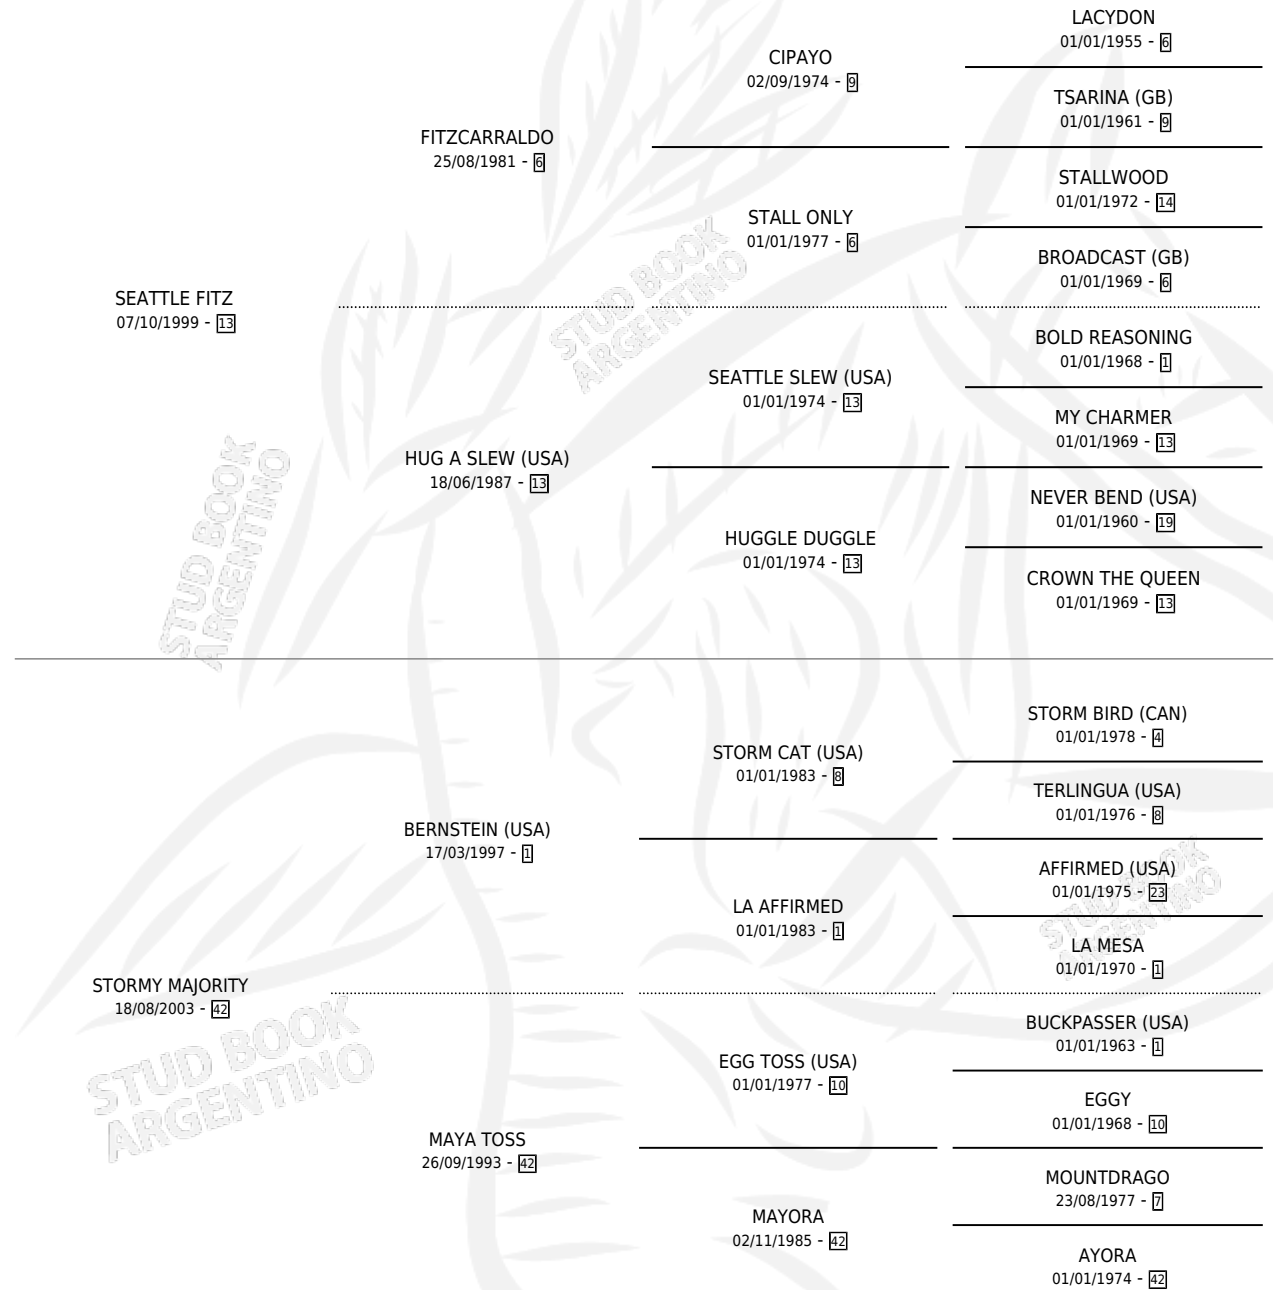 LACYDON
01/01/1955 - 6
CIPAYO
02/09/1974 - 9
TSARINA (GB)
01/01/1961 - 9
FITZCARRALDO
25/08/1981 - 6
STALLWOOD
01/01/1972 - 14
STALL ONLY
01/01/1977 - 6
BROADCAST (GB)
01/01/1969 - 6
SEATTLE FITZ
07/10/1999 - 13
BOLD REASONING
01/01/1968 - 1
SEATTLE SLEW (USA)
01/01/1974 - 13
MY CHARMER
01/01/1969 - 13
HUG A SLEW (USA)
18/06/1987 - 13
NEVER BEND (USA)
01/01/1960 - 19
HUGGLE DUGGLE
01/01/1974 - 13
CROWN THE QUEEN
01/01/1969 - 13
STUD BOOK
ARGENTINO
STUD BOOK
ARGENTINO
STORM BIRD (CAN)
01/01/1978 - 4
STORM CAT (USA)
01/01/1983 - 8
TERLINGUA (USA)
01/01/1976 - 8
BERNSTEIN (USA)
17/03/1997 - 1
AFFIRMED (USA)
01/01/1975 - 23
LA AFFIRMED
01/01/1983 - 1
LA MESA
01/01/1970 - 1
STORMY MAJORITY
18/08/2003 - 42
BUCKPASSER (USA)
01/01/1963 - 1
EGG TOSS (USA)
01/01/1977 - 10
EGGY
01/01/1968 - 10
MAYA TOSS
26/09/1993 - 42
MOUNTDRAGO
23/08/1977 - 7
MAYORA
02/11/1985 - 42
AYORA
01/01/1974 - 42
STUD BOOK
ARGENTINO
STUD BOOK
ARGENTINO